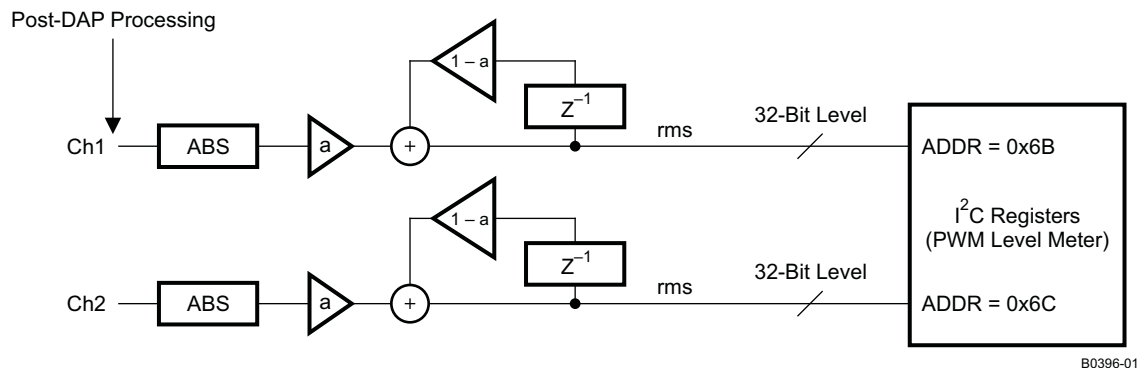 Post-DAP Processing
1 – a
Z⁻¹
rms
32-Bit Level
Ch1
ABS
a
+
ADDR = 0x6B
I²C Registers
(PWM Level Meter)
1 – a
Z⁻¹
rms
32-Bit Level
Ch2
ABS
a
+
ADDR = 0x6C
B0396-01